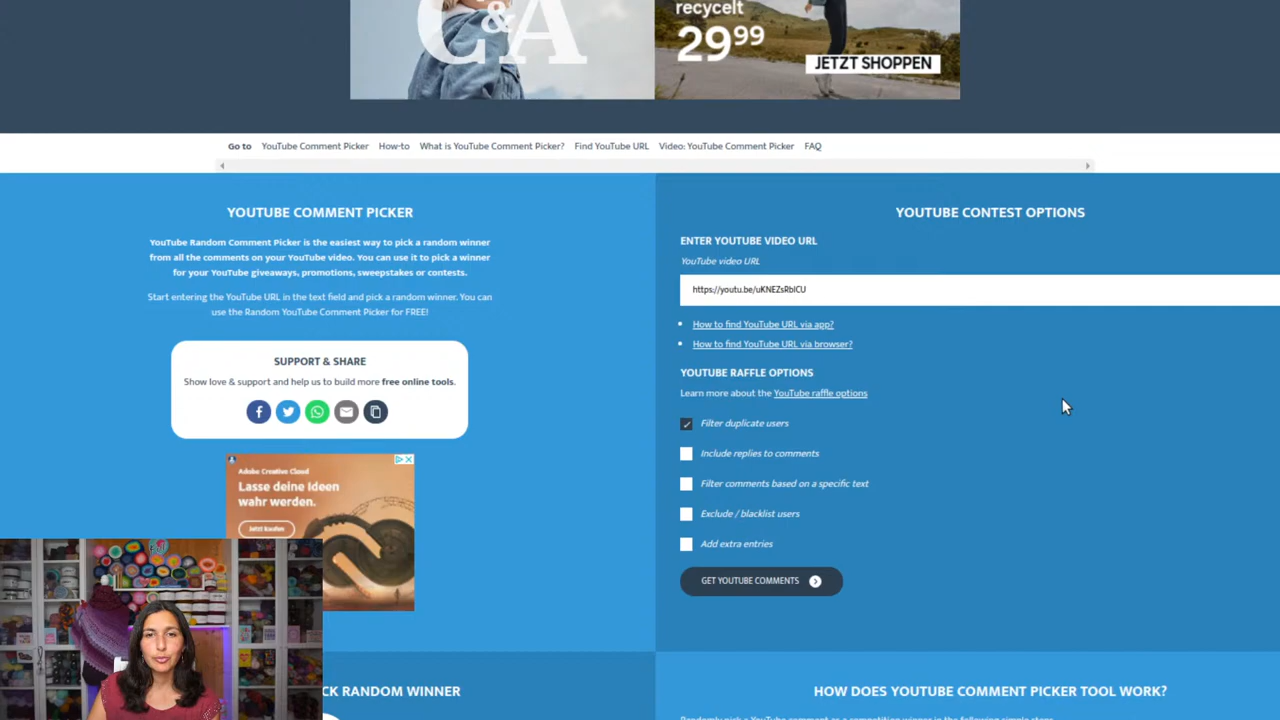 C&A
recycelt
29⁹⁹
JETZT SHOPPEN
Go to YouTube Comment Picker How-to What is YouTube Comment Picker? Find YouTube URL Video: YouTube Comment Picker FAQ
YOUTUBE COMMENT PICKER
YouTube Random Comment Picker is the easiest way to pick a random winner
from all the comments on your YouTube video. You can use it to pick a winner
for your YouTube giveaways, promotions, sweepstakes or contests.
Start entering the YouTube URL in the text field and pick a random winner. You can
use the Random YouTube Comment Picker for FREE!
SUPPORT & SHARE
Show love & support and help us to build more free online tools.
Adobe Creative Cloud
Lasse deine Ideen
wahr werden.
Jetzt kaufen
YOUTUBE CONTEST OPTIONS
ENTER YOUTUBE VIDEO URL
YouTube video URL
https://youtu.be/uKNEZsRbICU
How to find YouTube URL via app?
How to find YouTube URL via browser?
YOUTUBE RAFFLE OPTIONS
Learn more about the YouTube raffle options
Filter duplicate users
Include replies to comments
Filter comments based on a specific text
Exclude / blacklist users
Add extra entries
GET YOUTUBE COMMENTS
CK RANDOM WINNER
HOW DOES YOUTUBE COMMENT PICKER TOOL WORK?